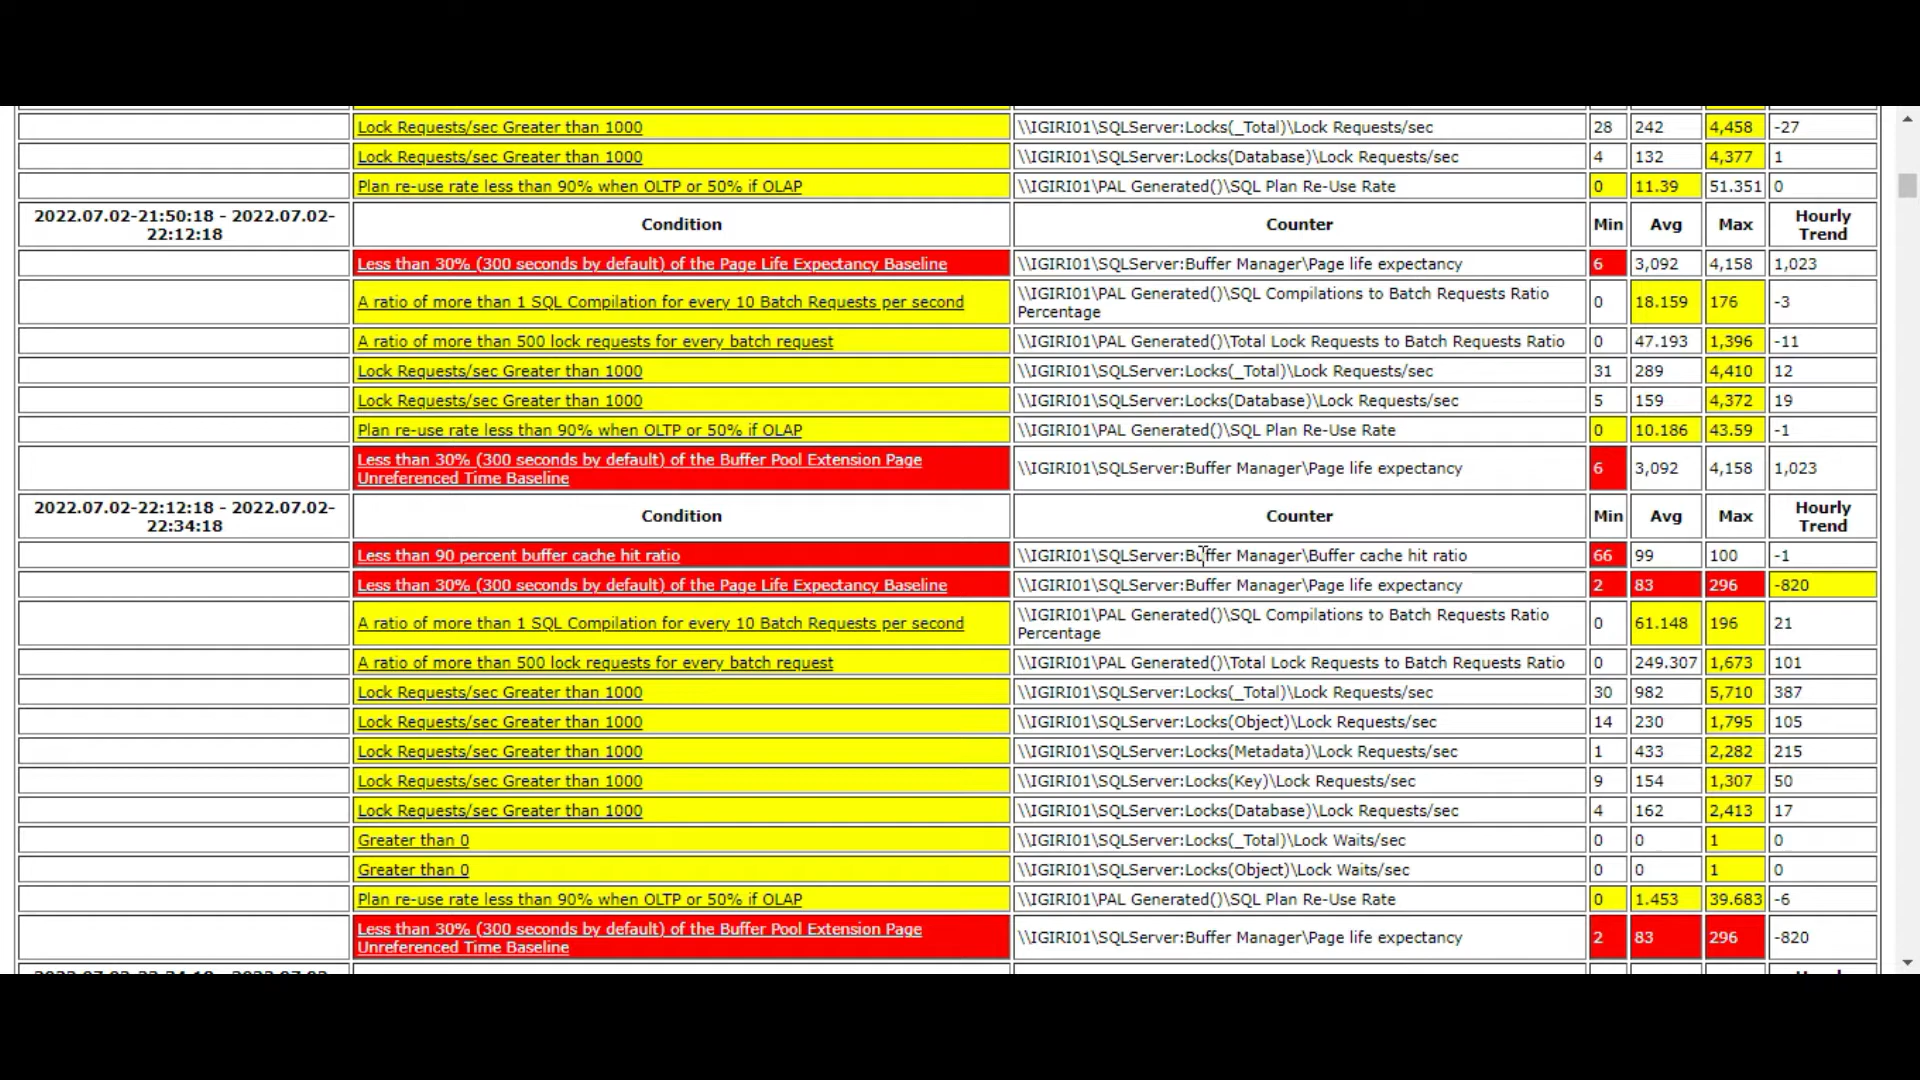 Lock Requests/sec Greater than 1000 \\IGIRI01\SQLServer:Locks(_Total)\Lock Requests/sec 28 242 4,458 -27
Lock Requests/sec Greater than 1000 \\IGIRI01\SQLServer:Locks(Database)\Lock Requests/sec 4 132 4,377 1
Plan re-use rate less than 90% when OLTP or 50% if OLAP \\IGIRI01\PAL Generated()\SQL Plan Re-Use Rate 0 11.39 51.351 0
2022.07.02-21:50:18 - 2022.07.02-
22:12:18 Condition Counter Min Avg Max Hourly
Trend
Less than 30% (300 seconds by default) of the Page Life Expectancy Baseline \\IGIRI01\SQLServer:Buffer Manager\Page life expectancy 6 3,092 4,158 1,023
A ratio of more than 1 SQL Compilation for every 10 Batch Requests per second \\IGIRI01\PAL Generated()\SQL Compilations to Batch Requests Ratio
Percentage 0 18.159 176 -3
A ratio of more than 500 lock requests for every batch request \\IGIRI01\PAL Generated()\Total Lock Requests to Batch Requests Ratio 0 47.193 1,396 -11
Lock Requests/sec Greater than 1000 \\IGIRI01\SQLServer:Locks(_Total)\Lock Requests/sec 31 289 4,410 12
Lock Requests/sec Greater than 1000 \\IGIRI01\SQLServer:Locks(Database)\Lock Requests/sec 5 159 4,372 19
Plan re-use rate less than 90% when OLTP or 50% if OLAP \\IGIRI01\PAL Generated()\SQL Plan Re-Use Rate 0 10.186 43.59 -1
Less than 30% (300 seconds by default) of the Buffer Pool Extension Page
Unreferenced Time Baseline \\IGIRI01\SQLServer:Buffer Manager\Page life expectancy 6 3,092 4,158 1,023
2022.07.02-22:12:18 - 2022.07.02-
22:34:18 Condition Counter Min Avg Max Hourly
Trend
Less than 90 percent buffer cache hit ratio \\IGIRI01\SQLServer:Buffer Manager\Buffer cache hit ratio 66 99 100 -1
Less than 30% (300 seconds by default) of the Page Life Expectancy Baseline \\IGIRI01\SQLServer:Buffer Manager\Page life expectancy 2 83 296 -820
A ratio of more than 1 SQL Compilation for every 10 Batch Requests per second \\IGIRI01\PAL Generated()\SQL Compilations to Batch Requests Ratio
Percentage 0 61.148 196 21
A ratio of more than 500 lock requests for every batch request \\IGIRI01\PAL Generated()\Total Lock Requests to Batch Requests Ratio 0 249.307 1,673 101
Lock Requests/sec Greater than 1000 \\IGIRI01\SQLServer:Locks(_Total)\Lock Requests/sec 30 982 5,710 387
Lock Requests/sec Greater than 1000 \\IGIRI01\SQLServer:Locks(Object)\Lock Requests/sec 14 230 1,795 105
Lock Requests/sec Greater than 1000 \\IGIRI01\SQLServer:Locks(Metadata)\Lock Requests/sec 1 433 2,282 215
Lock Requests/sec Greater than 1000 \\IGIRI01\SQLServer:Locks(Key)\Lock Requests/sec 9 154 1,307 50
Lock Requests/sec Greater than 1000 \\IGIRI01\SQLServer:Locks(Database)\Lock Requests/sec 4 162 2,413 17
Greater than 0 \\IGIRI01\SQLServer:Locks(_Total)\Lock Waits/sec 0 0 1 0
Greater than 0 \\IGIRI01\SQLServer:Locks(Object)\Lock Waits/sec 0 0 1 0
Plan re-use rate less than 90% when OLTP or 50% if OLAP \\IGIRI01\PAL Generated()\SQL Plan Re-Use Rate 0 1.453 39.683 -6
Less than 30% (300 seconds by default) of the Buffer Pool Extension Page
Unreferenced Time Baseline \\IGIRI01\SQLServer:Buffer Manager\Page life expectancy 2 83 296 -820